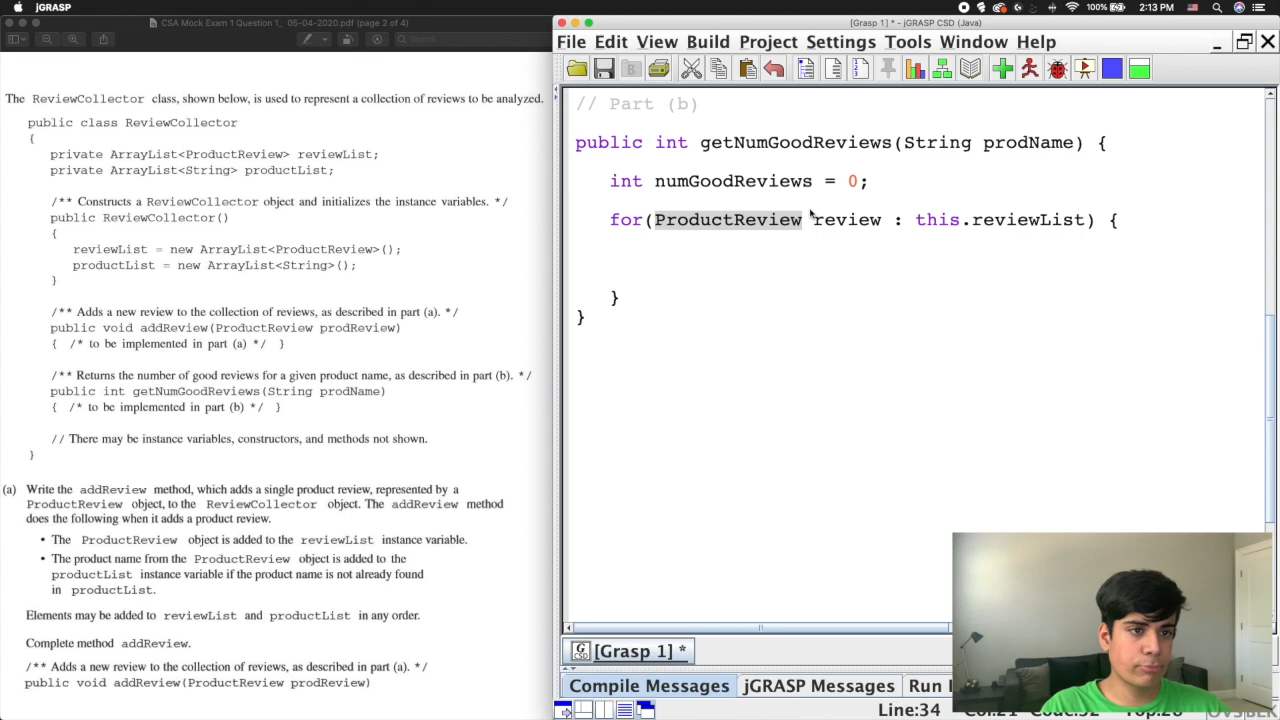 jGRASP
100%
2:13 PM
CSA Mock Exam 1 Question 1_ 05-04-2020.pdf (page 2 of 4)
Search
The ReviewCollector class, shown below, is used to represent a collection of reviews to be analyzed.
public class ReviewCollector
{
private ArrayList<ProductReview> reviewList;
private ArrayList<String> productList;
/** Constructs a ReviewCollector object and initializes the instance variables. */
public ReviewCollector()
{
reviewList = new ArrayList<ProductReview>();
productList = new ArrayList<String>();
}
/** Adds a new review to the collection of reviews, as described in part (a). */
public void addReview(ProductReview prodReview)
{ /* to be implemented in part (a) */ }
/** Returns the number of good reviews for a given product name, as described in part (b). */
public int getNumGoodReviews(String prodName)
{ /* to be implemented in part (b) */ }
// There may be instance variables, constructors, and methods not shown.
}
(a) Write the addReview method, which adds a single product review, represented by a
ProductReview object, to the ReviewCollector object. The addReview method
does the following when it adds a product review.
• The ProductReview object is added to the reviewList instance variable.
• The product name from the ProductReview object is added to the
productList instance variable if the product name is not already found
in productList.
Elements may be added to reviewList and productList in any order.
Complete method addReview.
/** Adds a new review to the collection of reviews, as described in part (a). */
public void addReview(ProductReview prodReview)
[Grasp 1] * - jGRASP CSD (Java)
File Edit View Build Project Settings Tools Window Help
// Part (b)
public int getNumGoodReviews(String prodName) {
int numGoodReviews = 0;
for(ProductReview review : this.reviewList) {
}
}
[Grasp 1] *
Compile Messages jGRASP Messages Run
Line:34